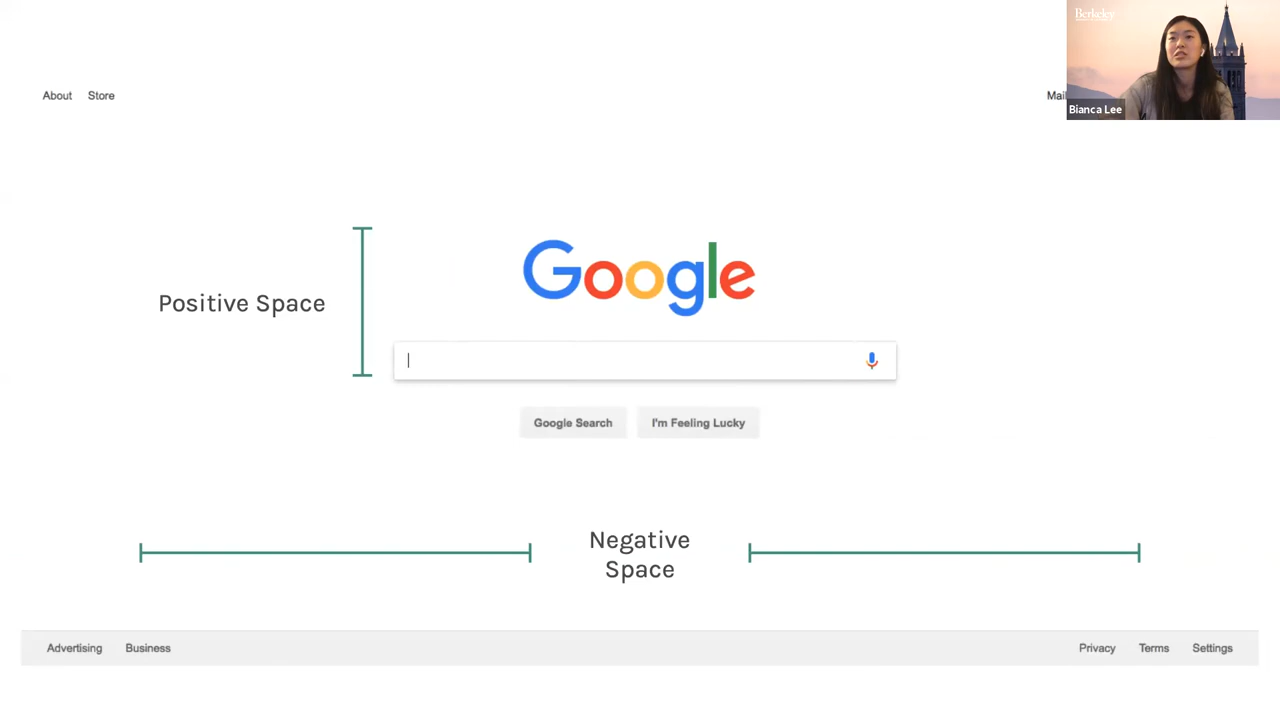 Berkeley
About Store
Mail
Bianca Lee
Google
Positive Space
Google Search I'm Feeling Lucky
Negative
Space
Advertising Business Privacy Terms Settings